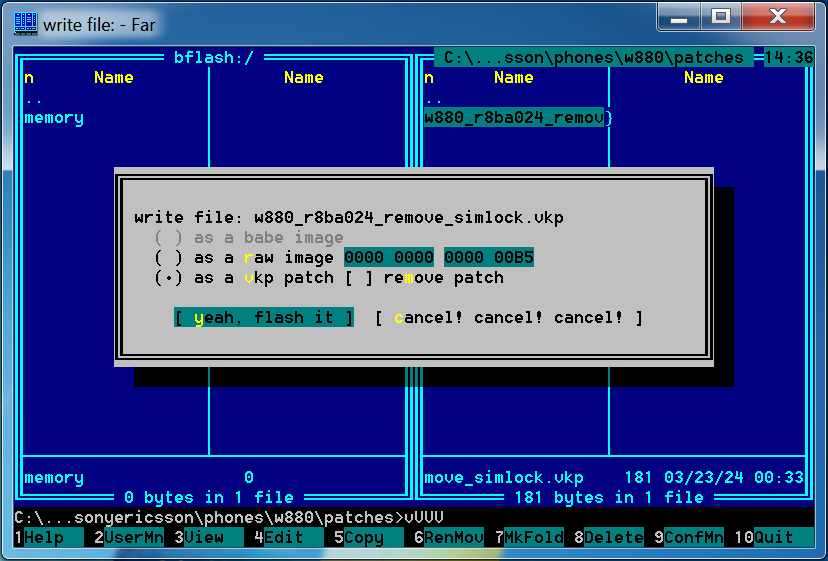 write file: - Far
bflash:/ C:\...sson\phones\w880\patches 14:36
n Name Name n Name Name
.. ..
memory w880_r8ba024_remov}
write file: w880_r8ba024_remove_simlock.vkp
( ) as a babe image
( ) as a raw image 0000 0000 0000 00B5
(•) as a vkp patch [ ] remove patch
[ yeah, flash it ] [ cancel! cancel! cancel! ]
memory 0 move_simlock.vkp 181 03/23/24 00:33
0 bytes in 1 file 181 bytes in 1 file
C:\...sonyericsson\phones\w880\patches>vUUU
1Help 2UserMn 3View 4Edit 5Copy 6RenMov 7MkFold 8Delete 9ConfMn 10Quit